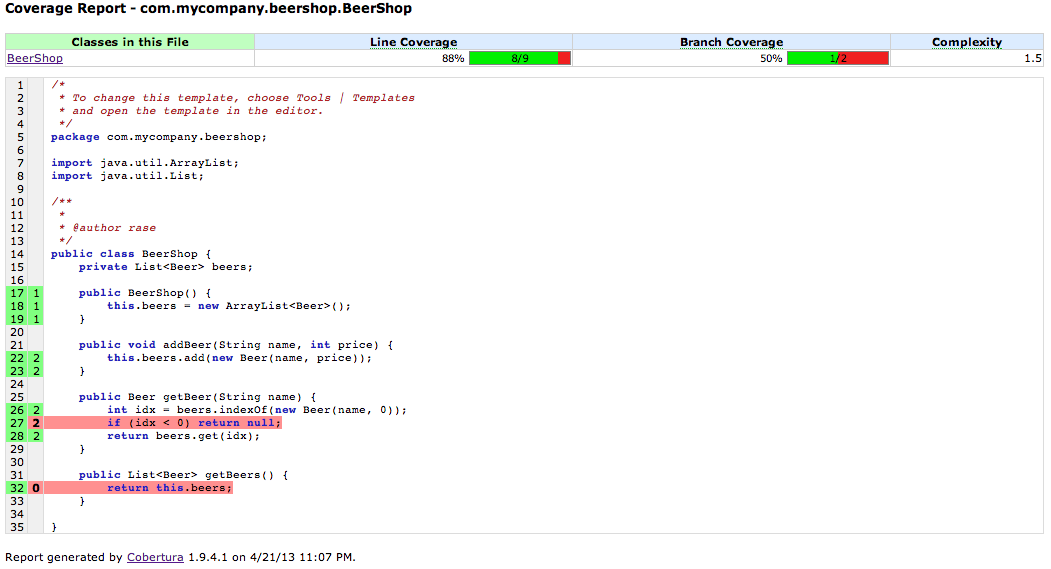 Coverage Report - com.mycompany.beershop.BeerShop
Classes in this File Line Coverage Branch Coverage Complexity
BeerShop 88% 8/9 50% 1/2 1.5
1 /*
2 * To change this template, choose Tools | Templates
3 * and open the template in the editor.
4 */
5 package com.mycompany.beershop;
6
7 import java.util.ArrayList;
8 import java.util.List;
9
10 /**
11 *
12 * @author rase
13 */
14 public class BeerShop {
15 private List<Beer> beers;
16
17 1 public BeerShop() {
18 1 this.beers = new ArrayList<Beer>();
19 1 }
20
21 public void addBeer(String name, int price) {
22 2 this.beers.add(new Beer(name, price));
23 2 }
24
25 public Beer getBeer(String name) {
26 2 int idx = beers.indexOf(new Beer(name, 0));
27 2 if (idx < 0) return null;
28 2 return beers.get(idx);
29 }
30
31 public List<Beer> getBeers() {
32 0 return this.beers;
33 }
34
35 }
Report generated by Cobertura 1.9.4.1 on 4/21/13 11:07 PM.